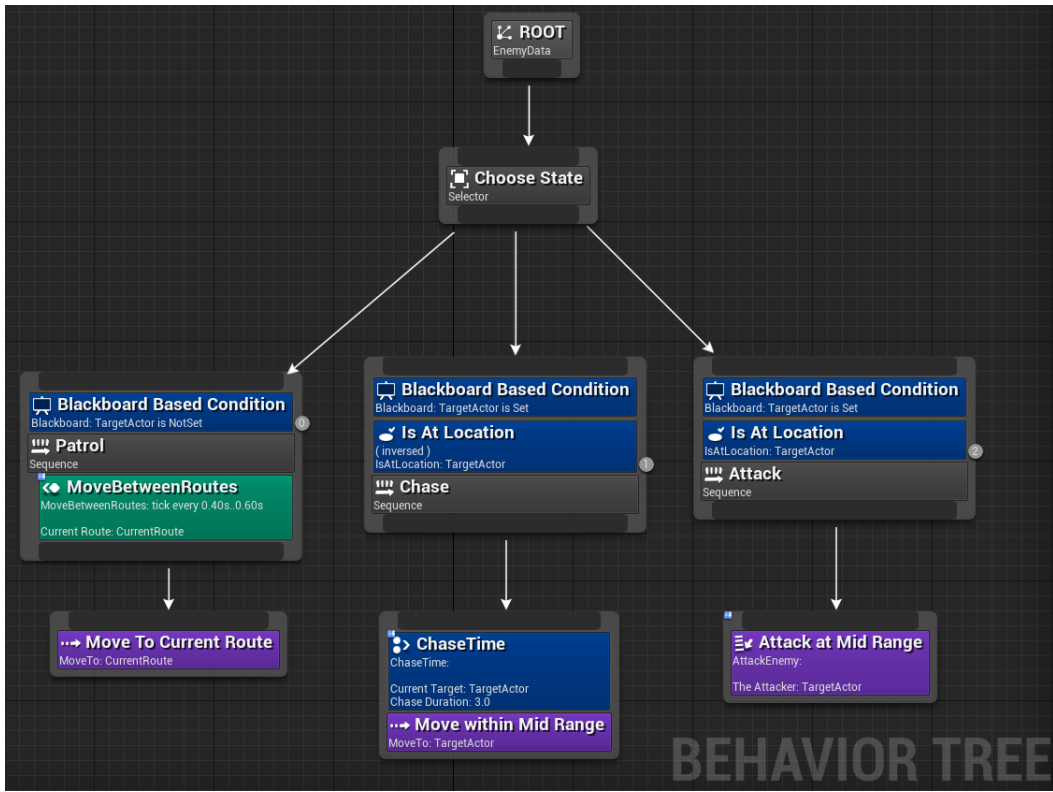 ROOT
EnemyData
Choose State
Selector
Blackboard Based Condition
Blackboard: TargetActor is NotSet
0
Patrol
Sequence
MoveBetweenRoutes
MoveBetweenRoutes: tick every 0.40s..0.60s
Current Route: CurrentRoute
Move To Current Route
MoveTo: CurrentRoute
Blackboard Based Condition
Blackboard: TargetActor is Set
Is At Location
( inversed )
IsAtLocation: TargetActor
1
Chase
Sequence
ChaseTime
ChaseTime:
Current Target: TargetActor
Chase Duration: 3.0
Move within Mid Range
MoveTo: TargetActor
Blackboard Based Condition
Blackboard: TargetActor is Set
Is At Location
IsAtLocation: TargetActor
2
Attack
Sequence
Attack at Mid Range
AttackEnemy:
The Attacker: TargetActor
BEHAVIOR TREE